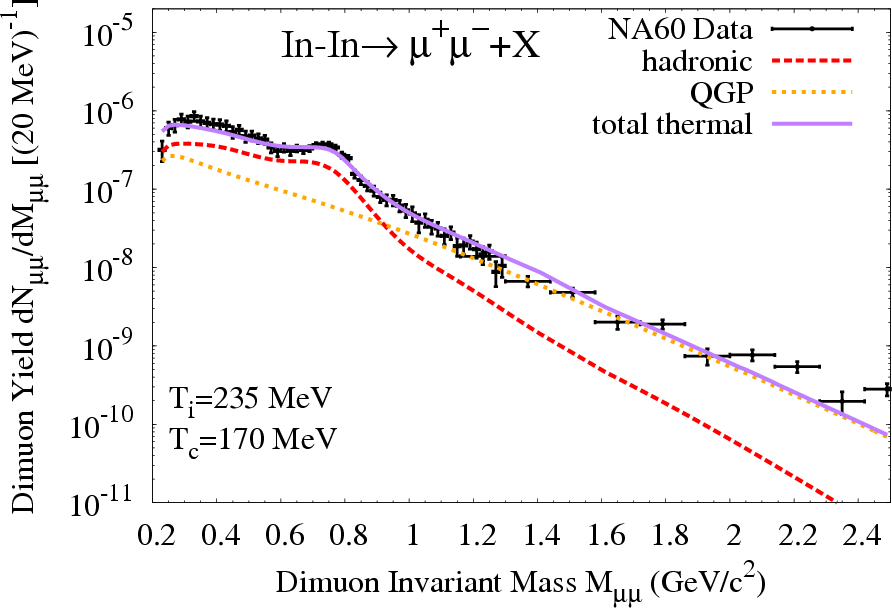 Dimuon Yield dN_μμ/dM_μμ [(20 MeV)^-1]
10^-5
10^-6
10^-7
10^-8
10^-9
10^-10
10^-11
In-In→ μ^+μ^-+X
NA60 Data
hadronic
QGP
total thermal
T_i=235 MeV
T_c=170 MeV
0.2 0.4 0.6 0.8 1 1.2 1.4 1.6 1.8 2 2.2 2.4
Dimuon Invariant Mass M_μμ (GeV/c^2)